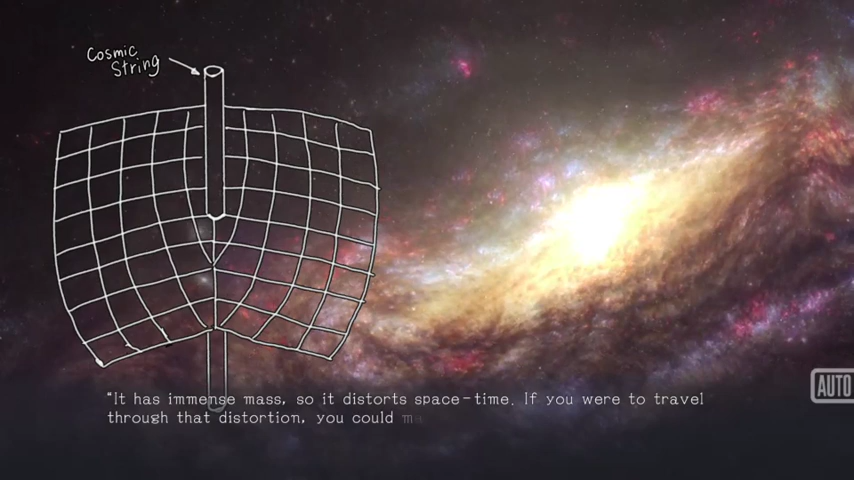 Cosmic
String
“It has immense mass, so it distorts space-time. If you were to travel
through that distortion, you could
AUTO